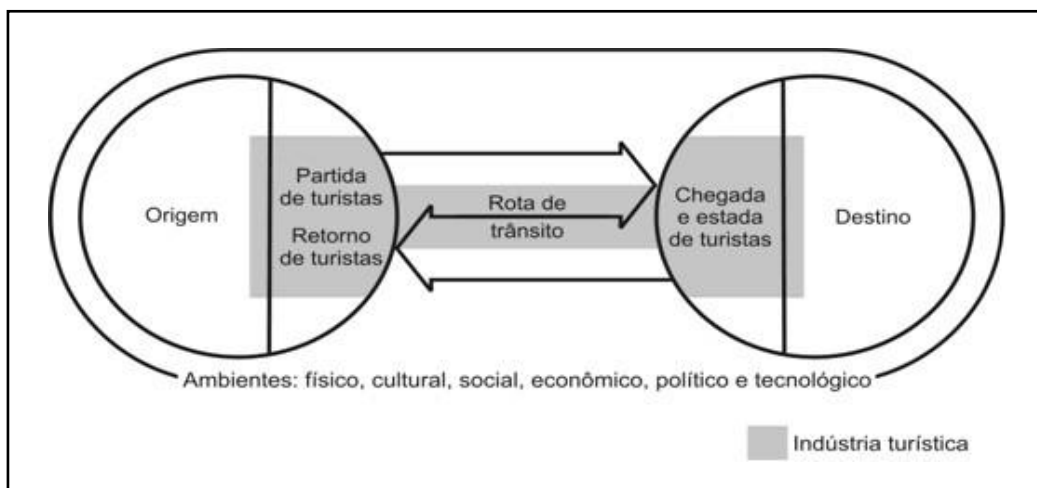 Origem
Partida
de turistas
Retorno
de turistas
Rota de
trânsito
Chegada
e estada
de turistas
Destino
Ambientes: físico, cultural, social, econômico, político e tecnológico
Indústria turística